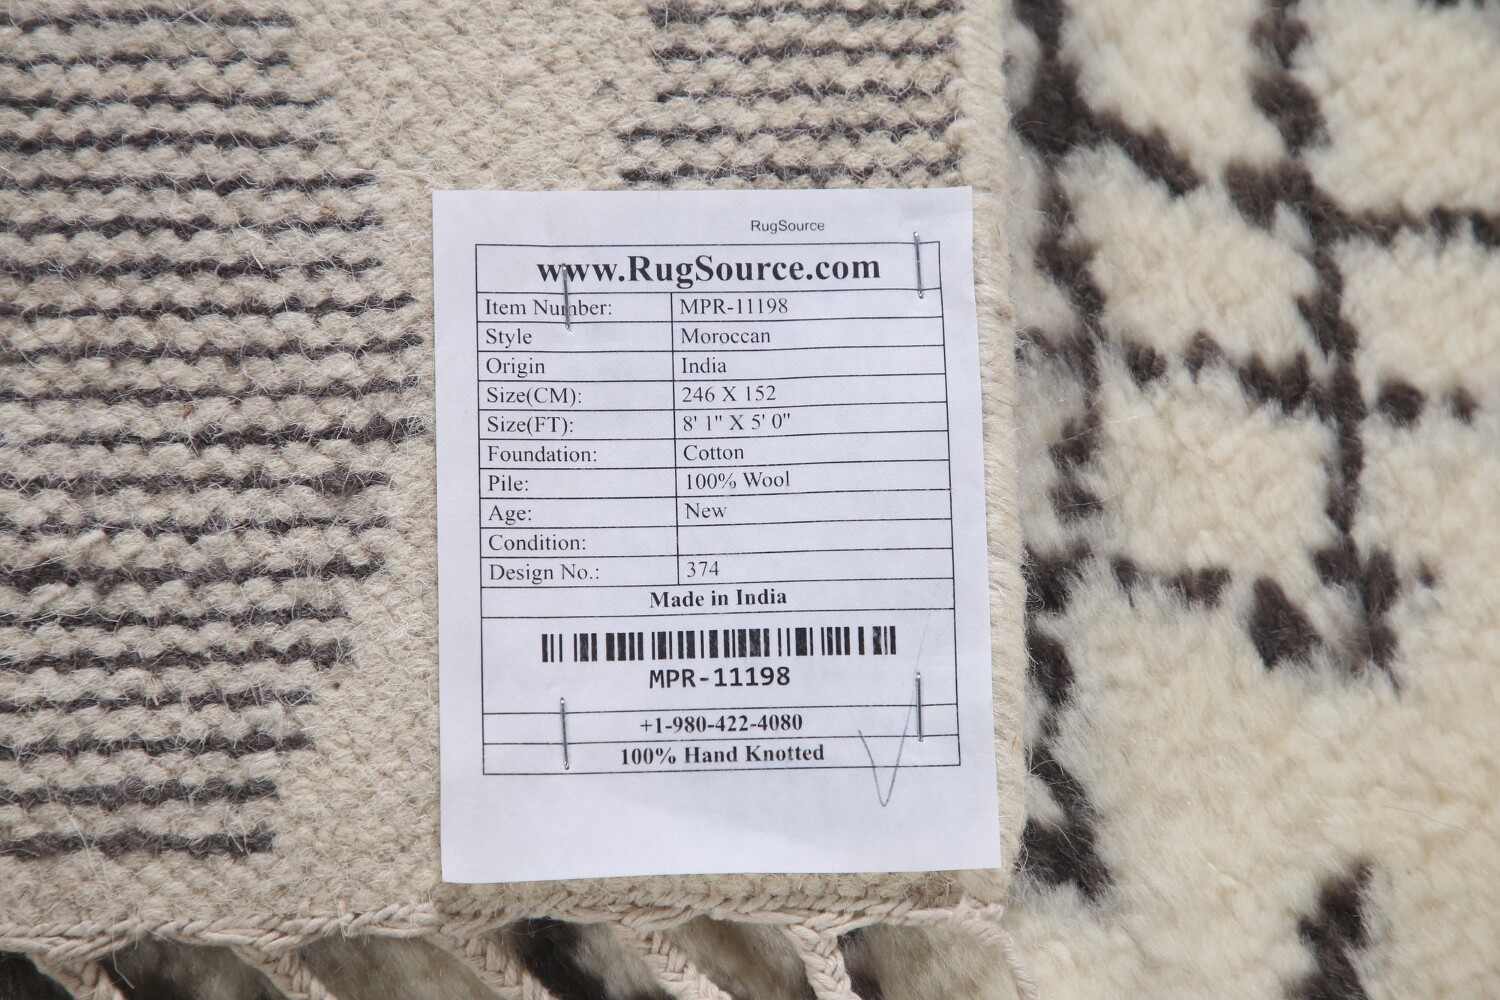 RugSource
www.RugSource.com
Item Number: MPR-11198
Style Moroccan
Origin India
Size(CM): 246 X 152
Size(FT): 8' 1" X 5' 0"
Foundation: Cotton
Pile: 100% Wool
Age: New
Condition:
Design No.: 374
Made in India
MPR-11198
+1-980-422-4080
100% Hand Knotted